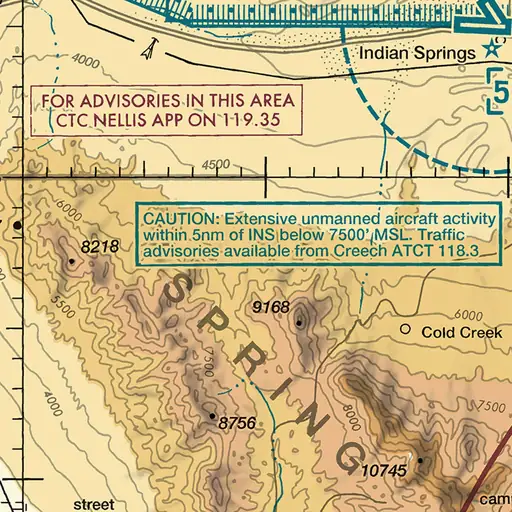 Indian Springs
4000
5
FOR ADVISORIES IN THIS AREA
CTC NELLIS APP ON 119.35
4500
6000
CAUTION: Extensive unmanned aircraft activity
within 5nm of INS below 7500' MSL. Traffic
advisories available from Creech ATCT 118.3
8218
5500
9168
6000
Cold Creek
SPRING
7500
4000
8000
7500
8756
10745
street
camp